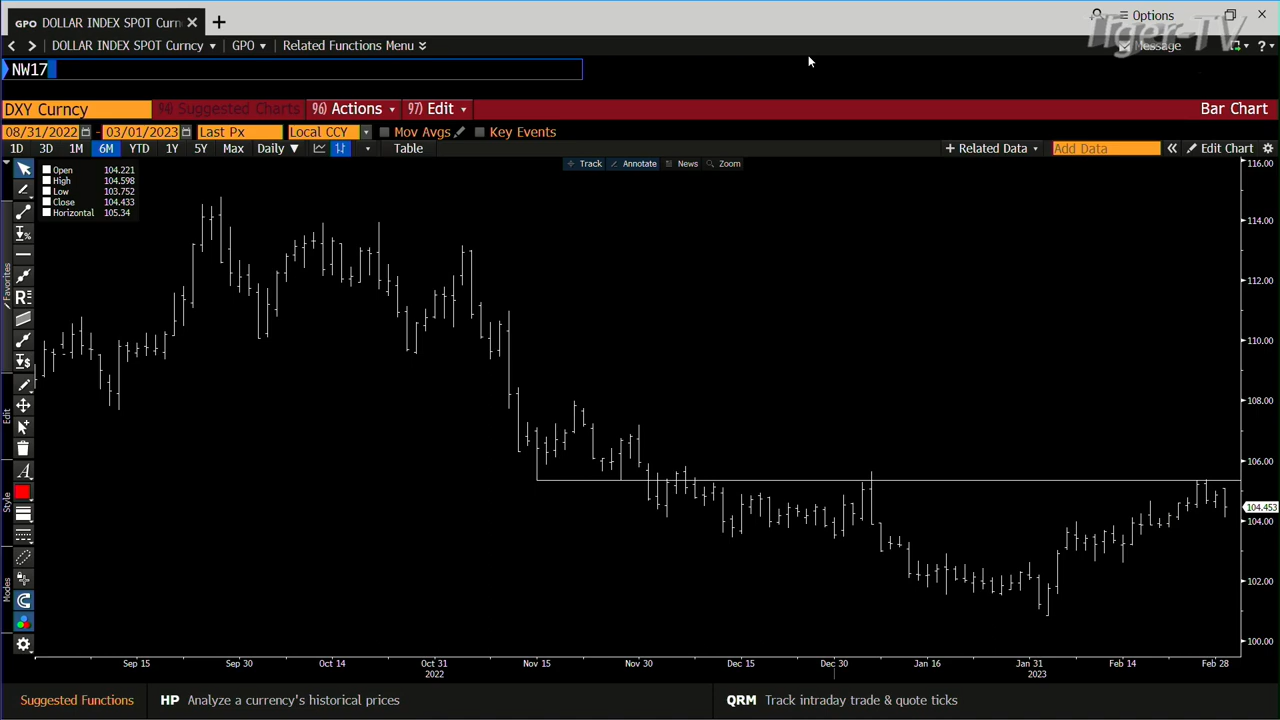 GPO DOLLAR INDEX SPOT Curn
Options
DOLLAR INDEX SPOT Curncy GPO Related Functions Menu
Message
Tiger-TV
NW17
DXY Curncy 94) Suggested Charts 96) Actions 97) Edit Bar Chart
08/31/2022 - 03/01/2023 Last Px Local CCY Mov Avgs Key Events
1D 3D 1M 6M YTD 1Y 5Y Max Daily Table + Related Data Add Data Edit Chart
Track Annotate News Zoom
Open 104.221
High 104.598
Low 103.752
Close 104.433
Horizontal 105.34
Favorites
Edit
Style
Modes
116.00
114.00
112.00
110.00
108.00
106.00
104.453
104.00
102.00
100.00
Sep 15 Sep 30 Oct 14 Oct 31 Nov 15 Nov 30 Dec 15 Dec 30 Jan 16 Jan 31 Feb 14 Feb 28
2022 2023
Suggested Functions HP Analyze a currency's historical prices QRM Track intraday trade & quote ticks